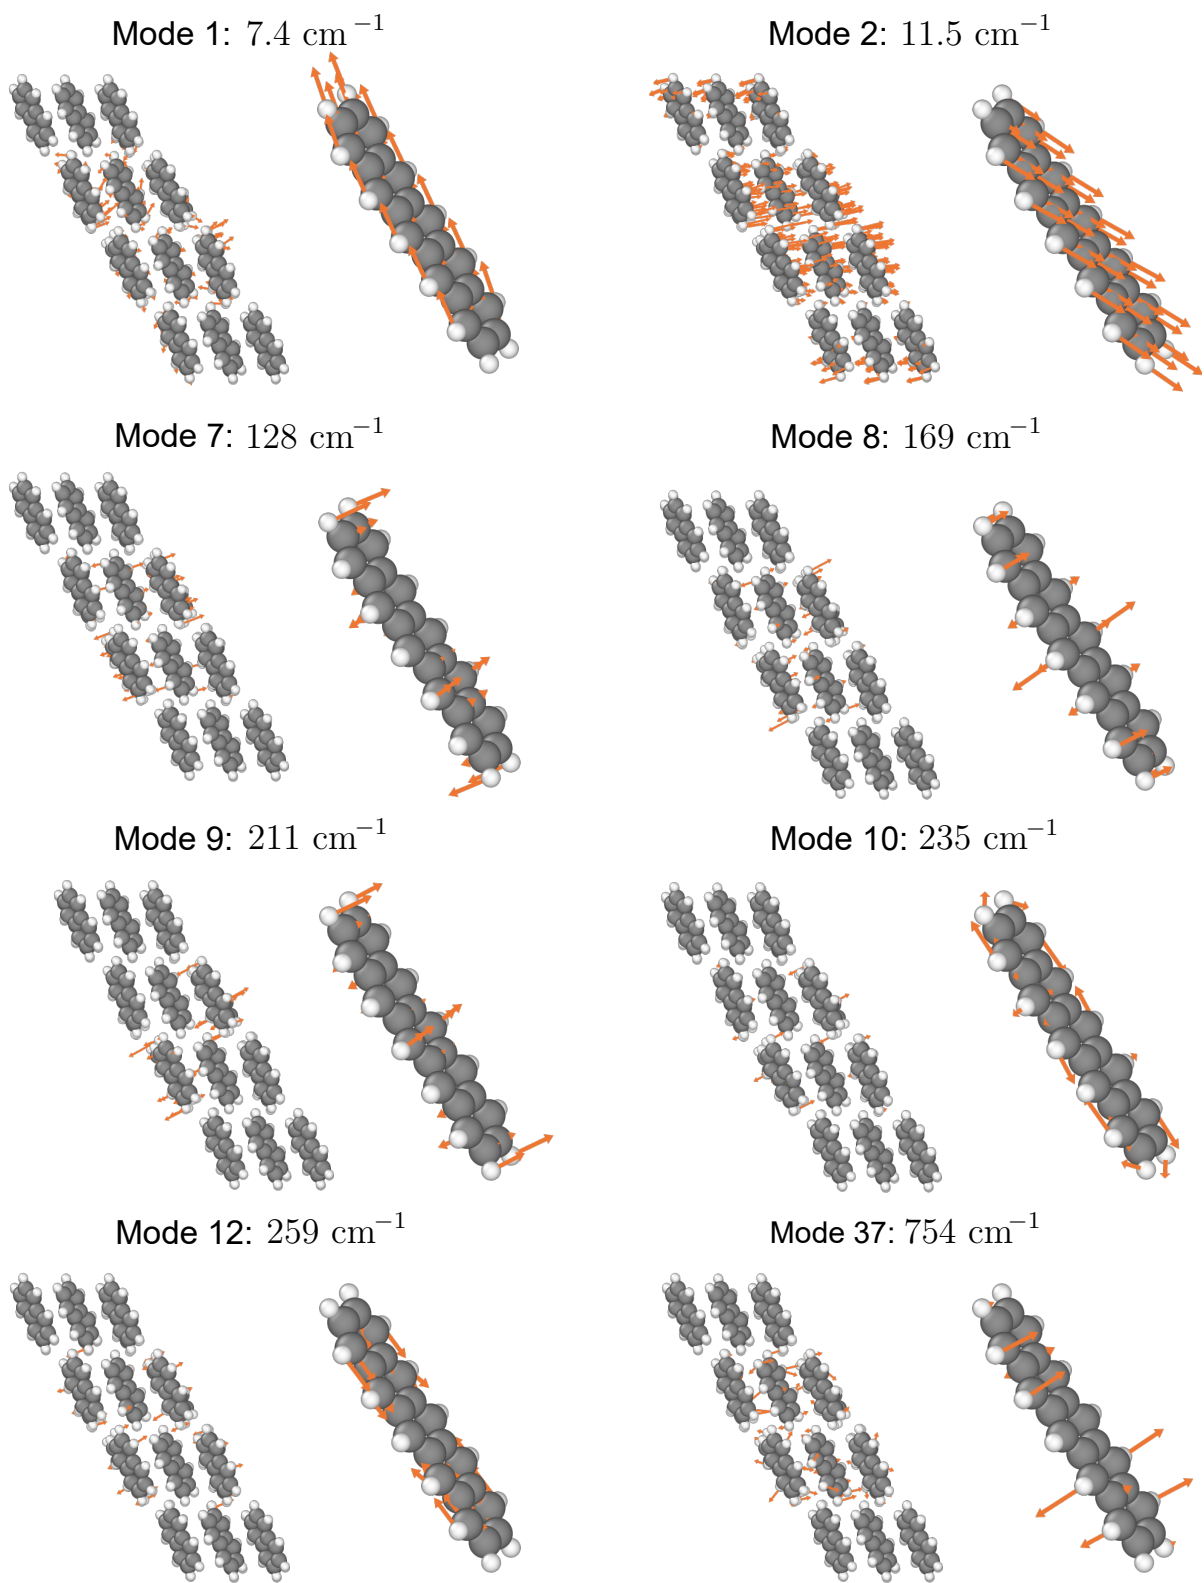 Mode 1: 7.4 cm⁻¹
Mode 2: 11.5 cm⁻¹
Mode 7: 128 cm⁻¹
Mode 8: 169 cm⁻¹
Mode 9: 211 cm⁻¹
Mode 10: 235 cm⁻¹
Mode 12: 259 cm⁻¹
Mode 37: 754 cm⁻¹